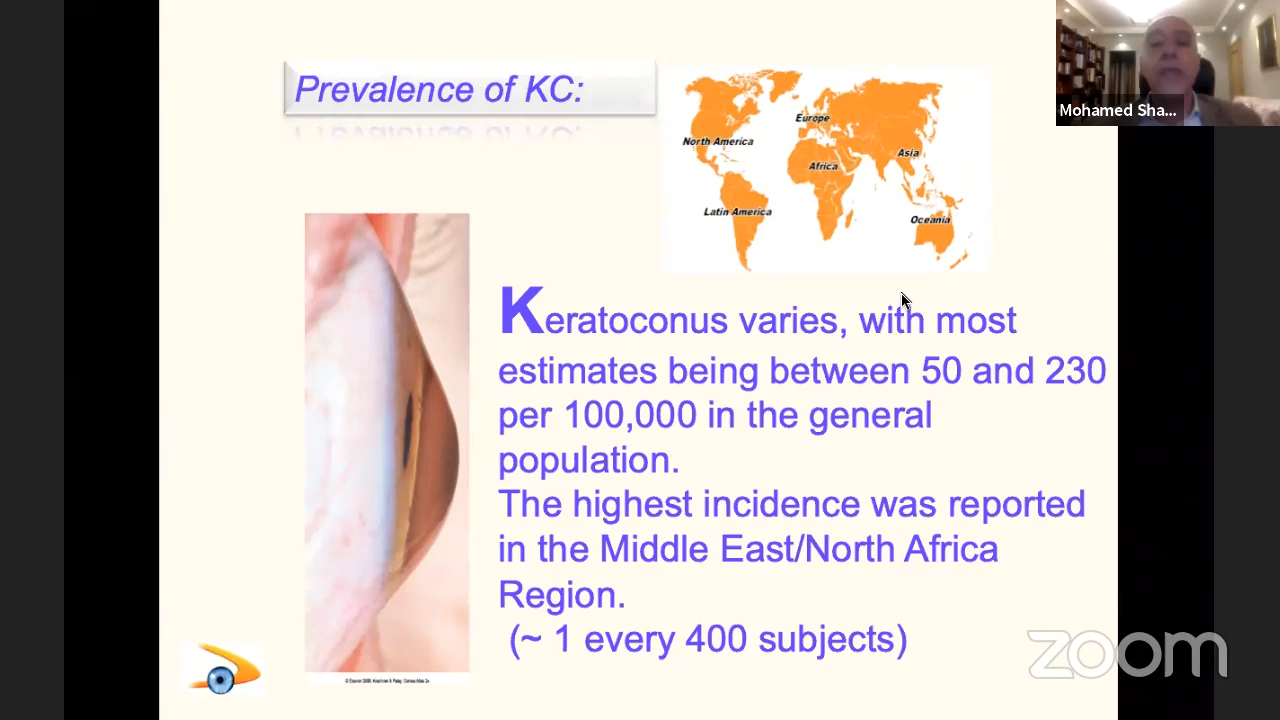 Prevalence of KC:
North America
Europe
Asia
Africa
Latin America
Oceania
Mohamed Sha...
Keratoconus varies, with most
estimates being between 50 and 230
per 100,000 in the general
population.
The highest incidence was reported
in the Middle East/North Africa
Region.
(~ 1 every 400 subjects)
zoom